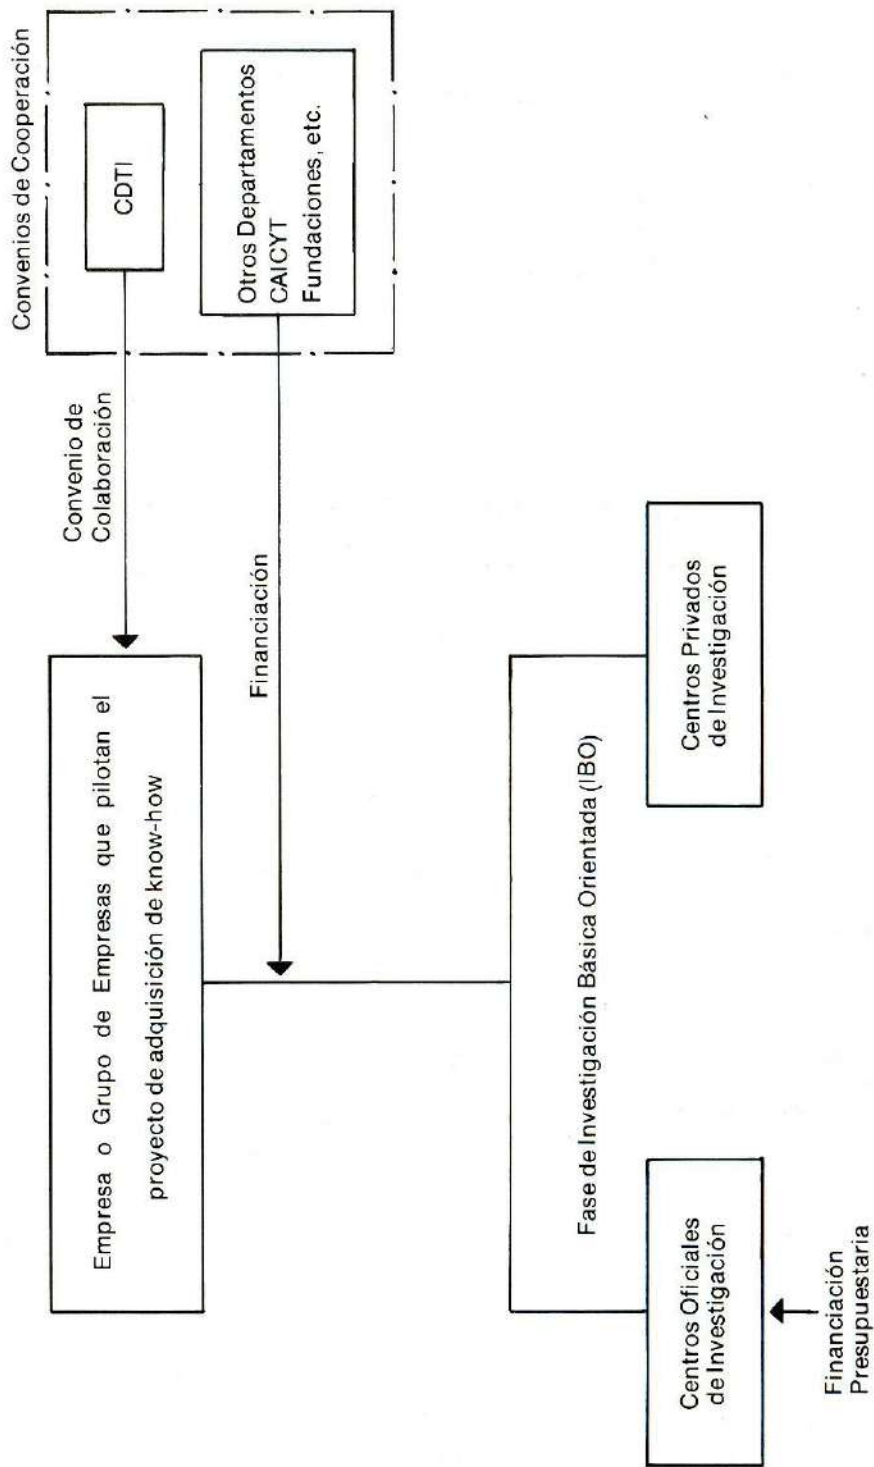 Convenios de Cooperación
CDTI
Otros Departamentos
CAICYT
Fundaciones, etc.
Convenio de
Colaboración
Financiación
Empresa o Grupo de Empresas que pilotan el
proyecto de adquisición de know-how
Fase de Investigación Básica Orientada (IBO)
Centros Oficiales
de Investigación
Centros Privados
de Investigación
Financiación
Presupuestaria